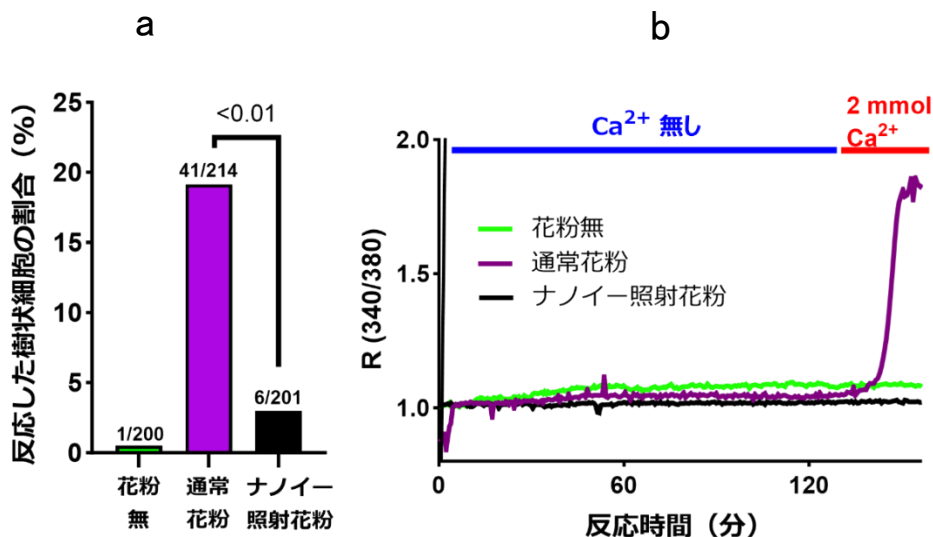 a
反応した樹状細胞の割合（%）
25
20
15
10
5
0
<0.01
41/214
6/201
1/200
花粉
無
通常
花粉
ナノイー
照射花粉
b
R (340/380)
2.0
1.5
1.0
Ca²⁺ 無し
2 mmol
Ca²⁺
花粉無
通常花粉
ナノイー照射花粉
0
60
120
反応時間（分）